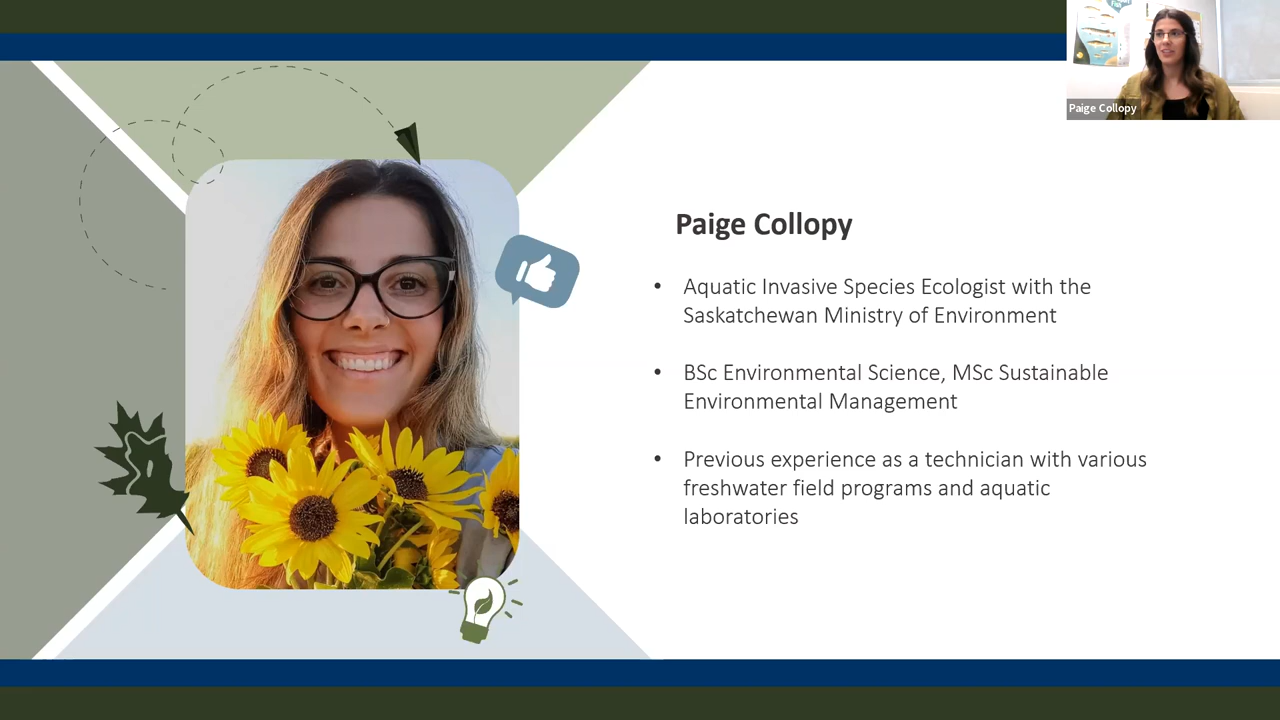 Paige Collopy
Paige Collopy
• Aquatic Invasive Species Ecologist with the
Saskatchewan Ministry of Environment
• BSc Environmental Science, MSc Sustainable
Environmental Management
• Previous experience as a technician with various
freshwater field programs and aquatic
laboratories